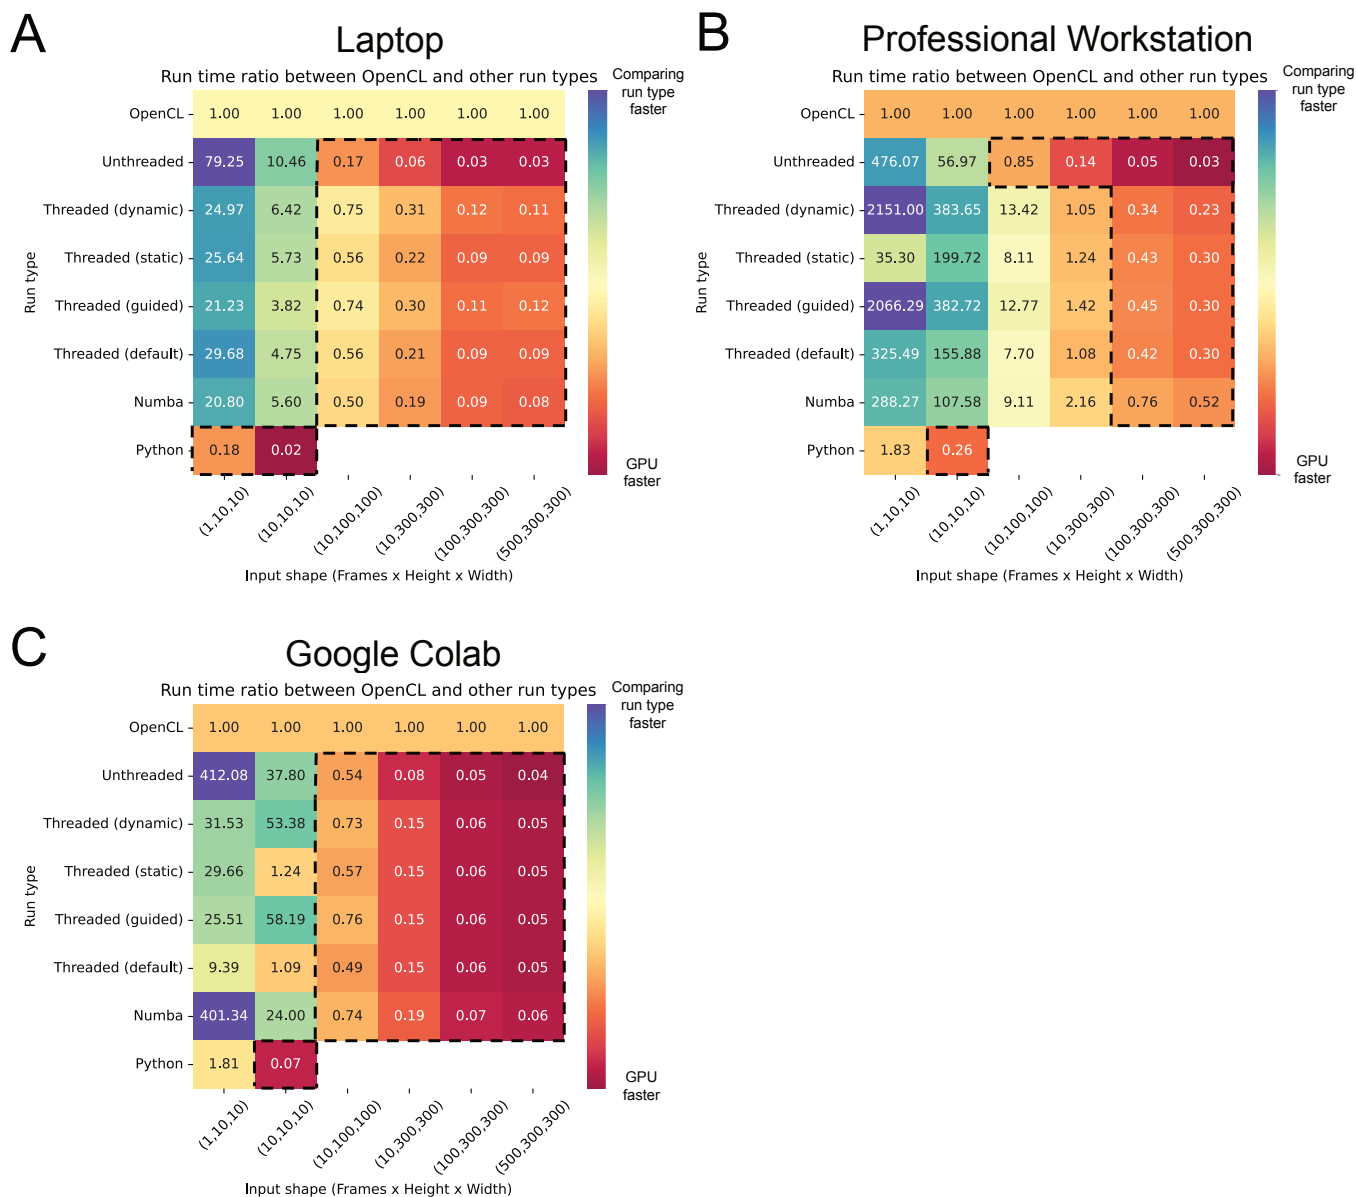 A
Laptop
Run time ratio between OpenCL and other run types
Comparing
run type
faster
OpenCL 1.00 1.00 1.00 1.00 1.00 1.00
Unthreaded 79.25 10.46 0.17 0.06 0.03 0.03
Threaded (dynamic) 24.97 6.42 0.75 0.31 0.12 0.11
Threaded (static) 25.64 5.73 0.56 0.22 0.09 0.09
Threaded (guided) 21.23 3.82 0.74 0.30 0.11 0.12
Threaded (default) 29.68 4.75 0.56 0.21 0.09 0.09
Numba 20.80 5.60 0.50 0.19 0.09 0.08
Python 0.18 0.02
Run type
GPU
faster
(1,10,10) (10,10,10) (10,100,100) (10,300,300) (100,300,300) (500,300,300)
Input shape (Frames x Height x Width)
B
Professional Workstation
Run time ratio between OpenCL and other run types
Comparing
run type
faster
OpenCL 1.00 1.00 1.00 1.00 1.00 1.00
Unthreaded 476.07 56.97 0.85 0.14 0.05 0.03
Threaded (dynamic) 2151.00 383.65 13.42 1.05 0.34 0.23
Threaded (static) 35.30 199.72 8.11 1.24 0.43 0.30
Threaded (guided) 2066.29 382.72 12.77 1.42 0.45 0.30
Threaded (default) 325.49 155.88 7.70 1.08 0.42 0.30
Numba 288.27 107.58 9.11 2.16 0.76 0.52
Python 1.83 0.26
Run type
GPU
faster
(1,10,10) (10,10,10) (10,100,100) (10,300,300) (100,300,300) (500,300,300)
Input shape (Frames x Height x Width)
C
Google Colab
Run time ratio between OpenCL and other run types
Comparing
run type
faster
OpenCL 1.00 1.00 1.00 1.00 1.00 1.00
Unthreaded 412.08 37.80 0.54 0.08 0.05 0.04
Threaded (dynamic) 31.53 53.38 0.73 0.15 0.06 0.05
Threaded (static) 29.66 1.24 0.57 0.15 0.06 0.05
Threaded (guided) 25.51 58.19 0.76 0.15 0.06 0.05
Threaded (default) 9.39 1.09 0.49 0.15 0.06 0.05
Numba 401.34 24.00 0.74 0.19 0.07 0.06
Python 1.81 0.07
Run type
GPU
faster
(1,10,10) (10,10,10) (10,100,100) (10,300,300) (100,300,300) (500,300,300)
Input shape (Frames x Height x Width)